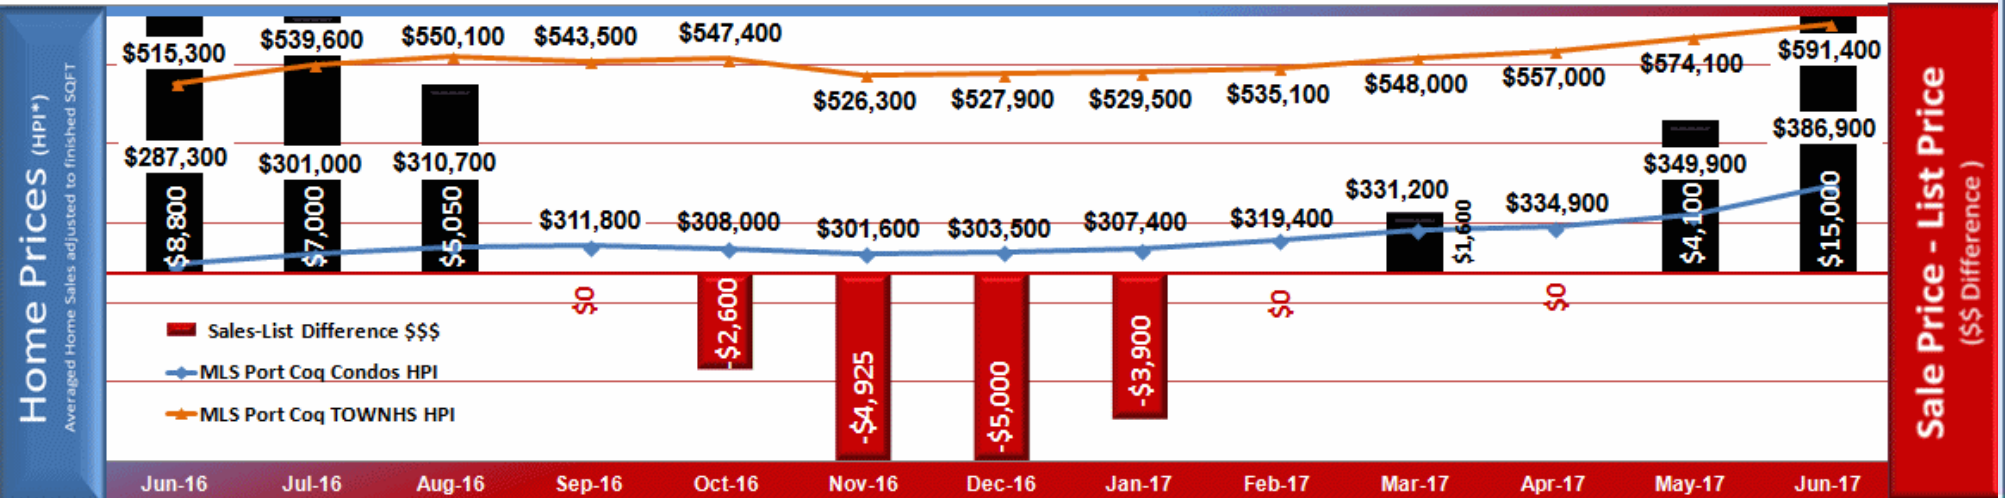 Home Prices (HPI*)
Averaged Home Sales adjusted to finished SQFT
$515,300
$539,600
$550,100
$543,500
$547,400
$526,300
$527,900
$529,500
$535,100
$548,000
$557,000
$574,100
$591,400
$287,300
$301,000
$310,700
$311,800
$308,000
$301,600
$303,500
$307,400
$319,400
$331,200
$334,900
$349,900
$386,900
$8,800
$7,000
$5,050
$0
-$2,600
-$4,925
-$5,000
-$3,900
$0
$1,600
$0
$4,100
$15,000
Sales-List Difference $$$
MLS Port Coq Condos HPI
MLS Port Coq TOWNHS HPI
Jun-16
Jul-16
Aug-16
Sep-16
Oct-16
Nov-16
Dec-16
Jan-17
Feb-17
Mar-17
Apr-17
May-17
Jun-17
Sale Price - List Price
($$ Difference )